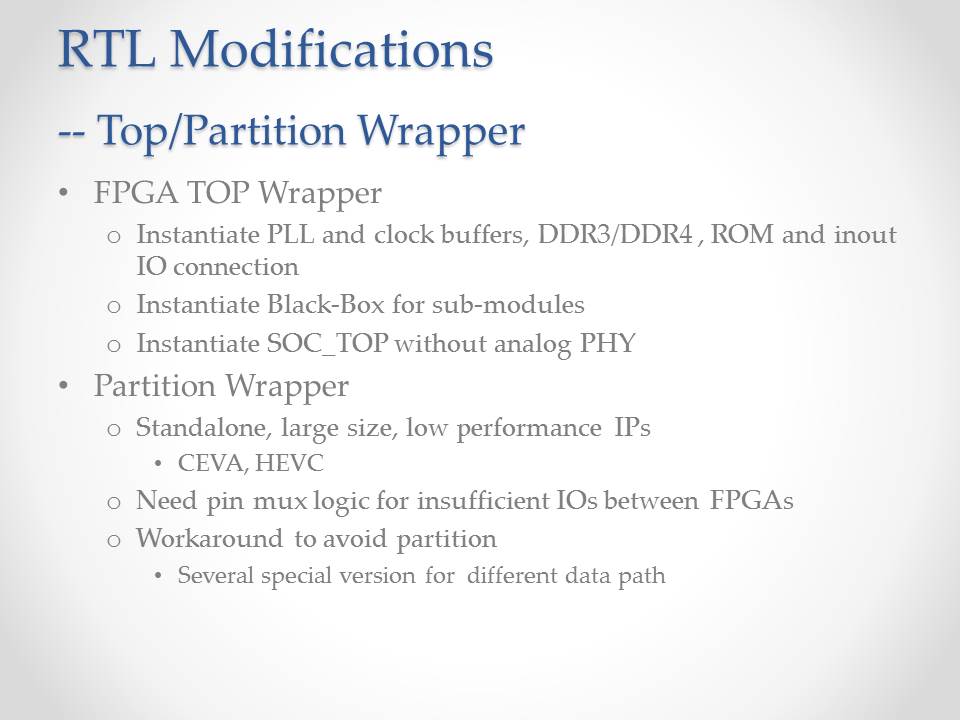 RTL Modifications
-- Top/Partition Wrapper
• FPGA TOP Wrapper
o Instantiate PLL and clock buffers, DDR3/DDR4 , ROM and inout
IO connection
o Instantiate Black-Box for sub-modules
o Instantiate SOC_TOP without analog PHY
• Partition Wrapper
o Standalone, large size, low performance IPs
• CEVA, HEVC
o Need pin mux logic for insufficient IOs between FPGAs
o Workaround to avoid partition
• Several special version for different data path